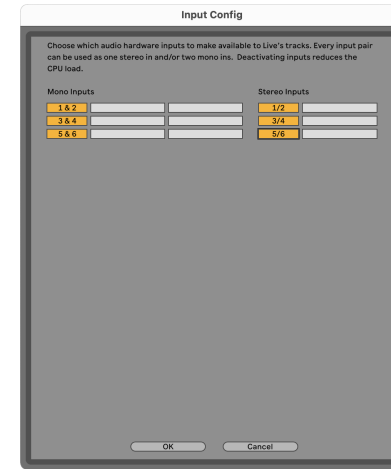 Input Config
Choose which audio hardware inputs to make available to Live's tracks. Every input pair
can be used as one stereo in and/or two mono ins. Deactivating inputs reduces the
CPU load.
Mono Inputs Stereo Inputs
1 & 2 1/2
3 & 4 3/4
5 & 6 5/6
OK Cancel